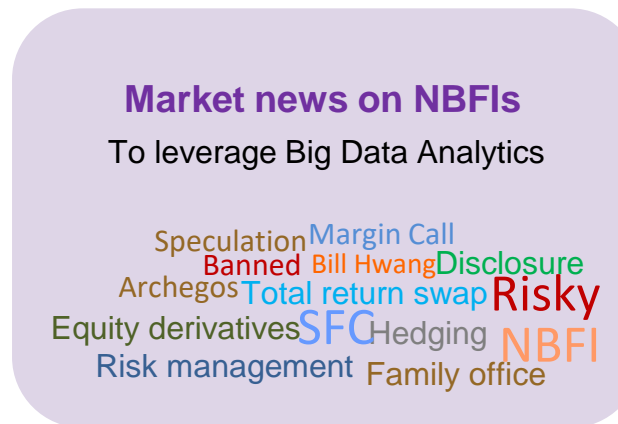 Market news on NBFIs
To leverage Big Data Analytics
Speculation Margin Call
Banned Bill Hwang Disclosure
Archegos Total return swap Risky
Equity derivatives SFC Hedging NBFI
Risk management Family office